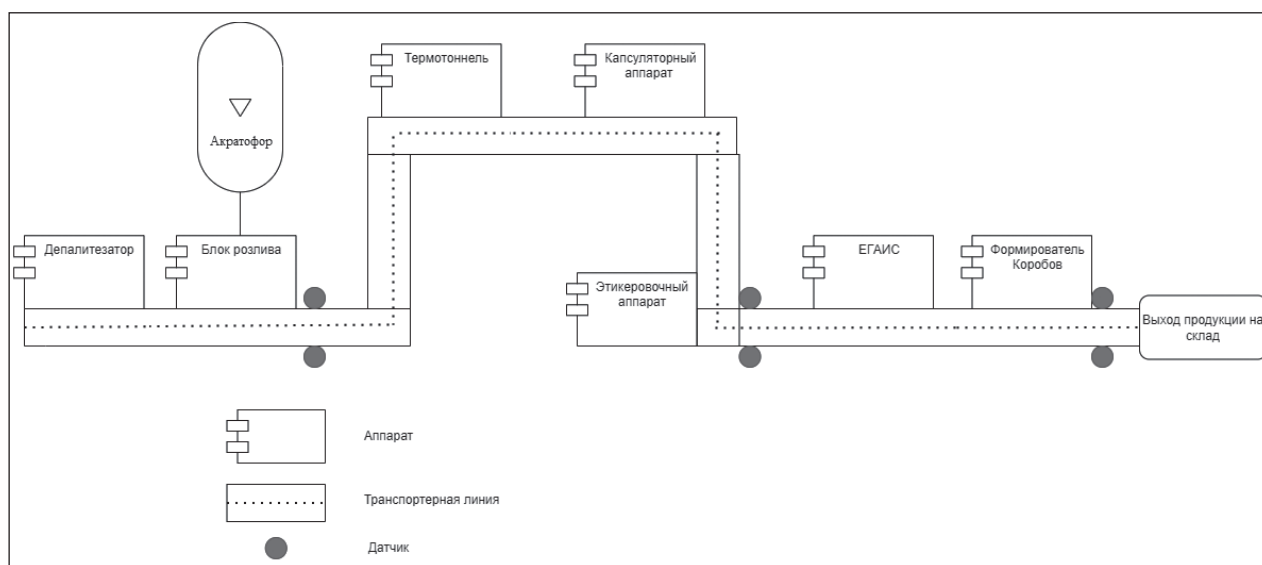 Термотоннель
Капсуляторный
аппарат
Акратофор
Депалитезатор
Блок розлива
Этикеровочный
аппарат
ЕГАИС
Формирователь
Коробов
Выход продукции на
склад
Аппарат
Транспортерная линия
Датчик